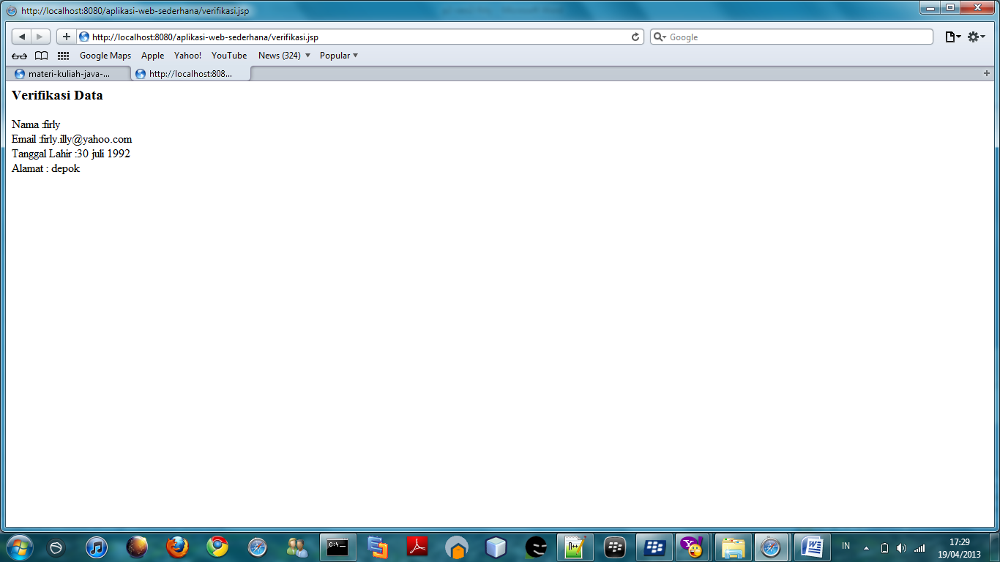 http://localhost:8080/aplikasi-web-sederhana/verifikasi.jsp
http://localhost:8080/aplikasi-web-sederhana/verifikasi.jsp
Google
Google Maps Apple Yahoo! YouTube News (324) Popular
materi-kuliah-java-... http://localhost:808...
Verifikasi Data
Nama :firly
Email :firly.illy@yahoo.com
Tanggal Lahir :30 juli 1992
Alamat : depok
IN
17:29
19/04/2013